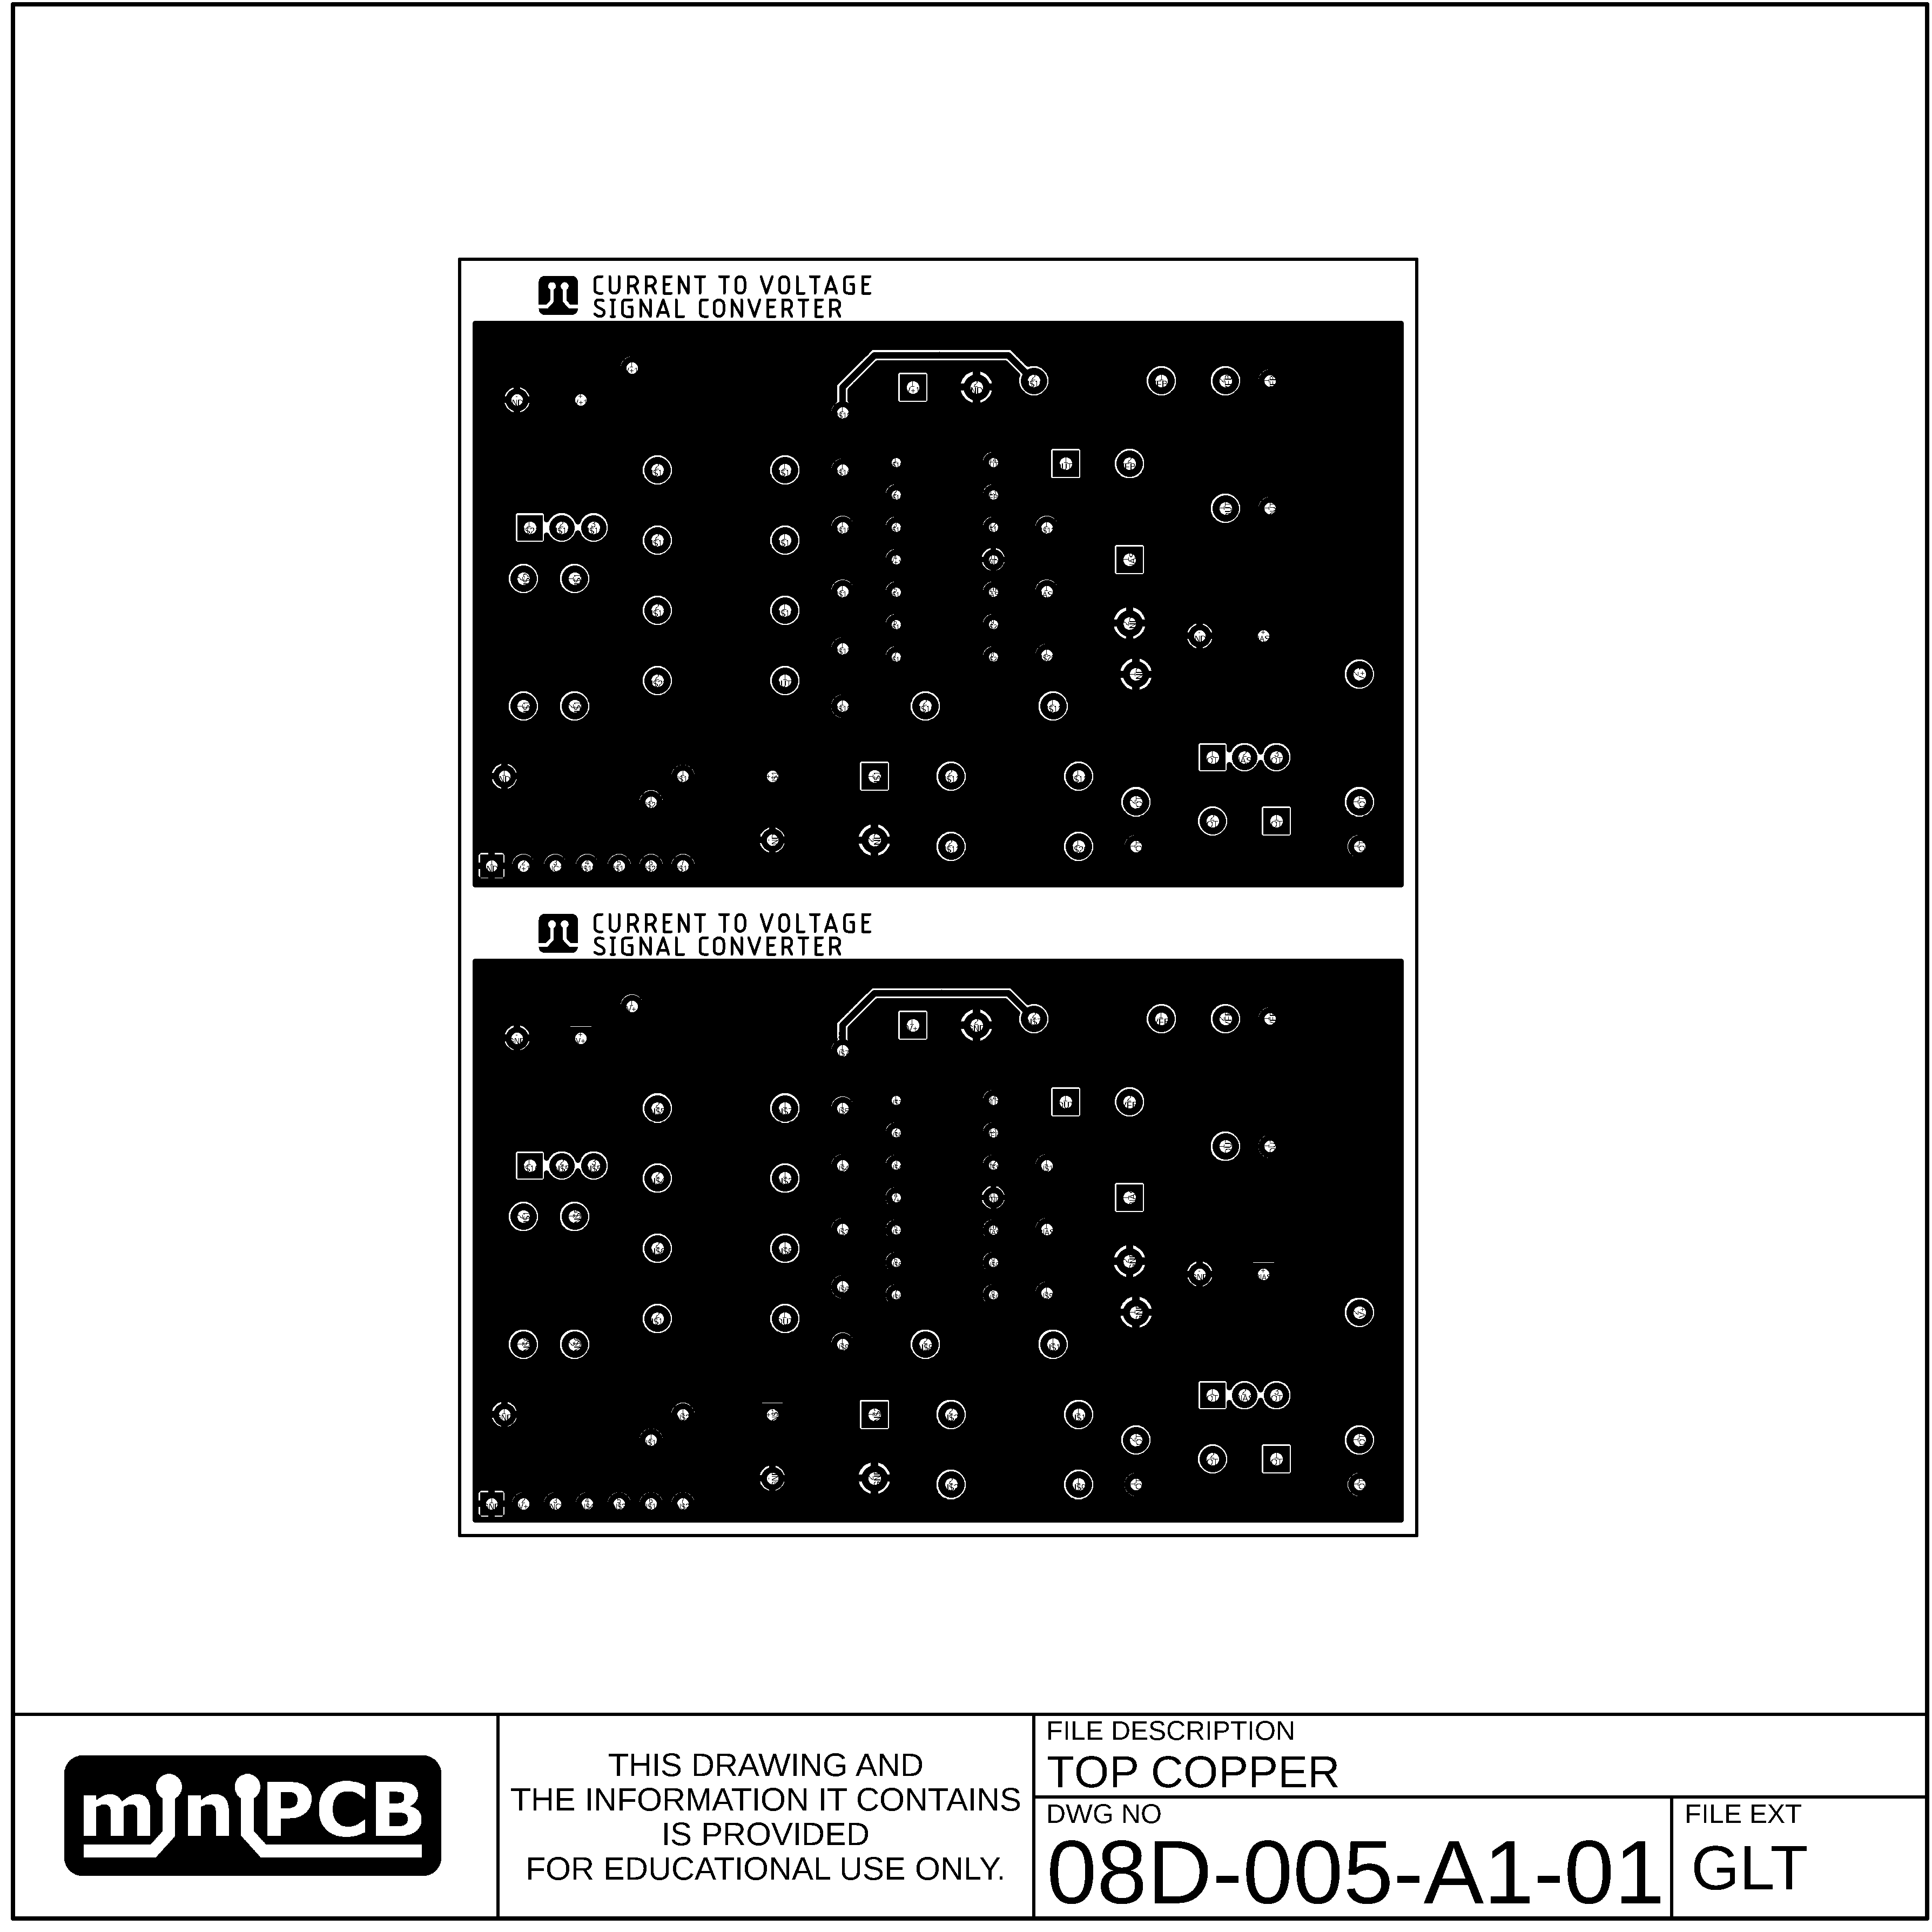 CURRENT TO VOLTAGE
SIGNAL CONVERTER
CURRENT TO VOLTAGE
SIGNAL CONVERTER
miniPCB
THIS DRAWING AND
THE INFORMATION IT CONTAINS
IS PROVIDED
FOR EDUCATIONAL USE ONLY.
FILE DESCRIPTION
TOP COPPER
DWG NO
08D-005-A1-01
FILE EXT
GLT